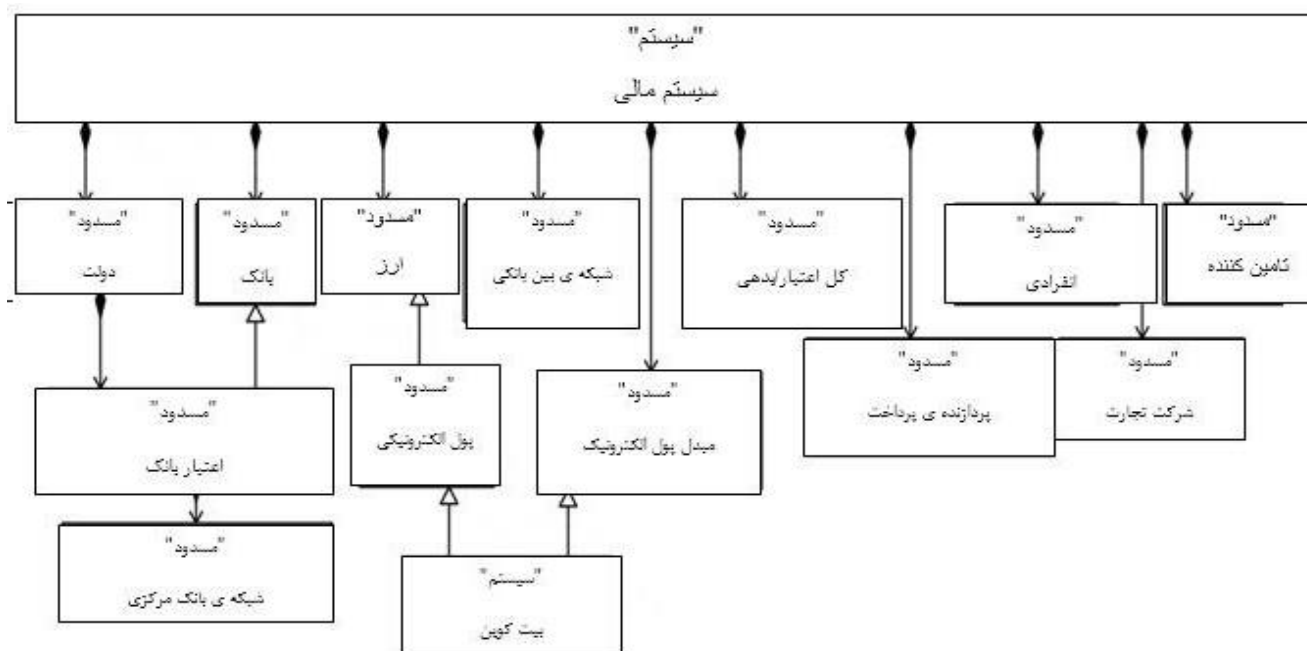 "سیستم"
سیستم مالی
"مسدود"
دولت
"مسدود"
بانک
"مسدود"
ارز
"مسدود"
شبکه ی بین بانکی
"مسدود"
کل اعتبار/بدهی
"مسدود"
انفرادی
"مسدود"
تامین کننده
"مسدود"
اعتبار بانک
"مسدود"
پول الکترونیکی
"مسدود"
مبدل پول الکترونیک
"مسدود"
پردازنده ی پرداخت
"مسدود"
شرکت تجارت
"مسدود"
شبکه ی بانک مرکزی
"سیستم"
بیت کوین